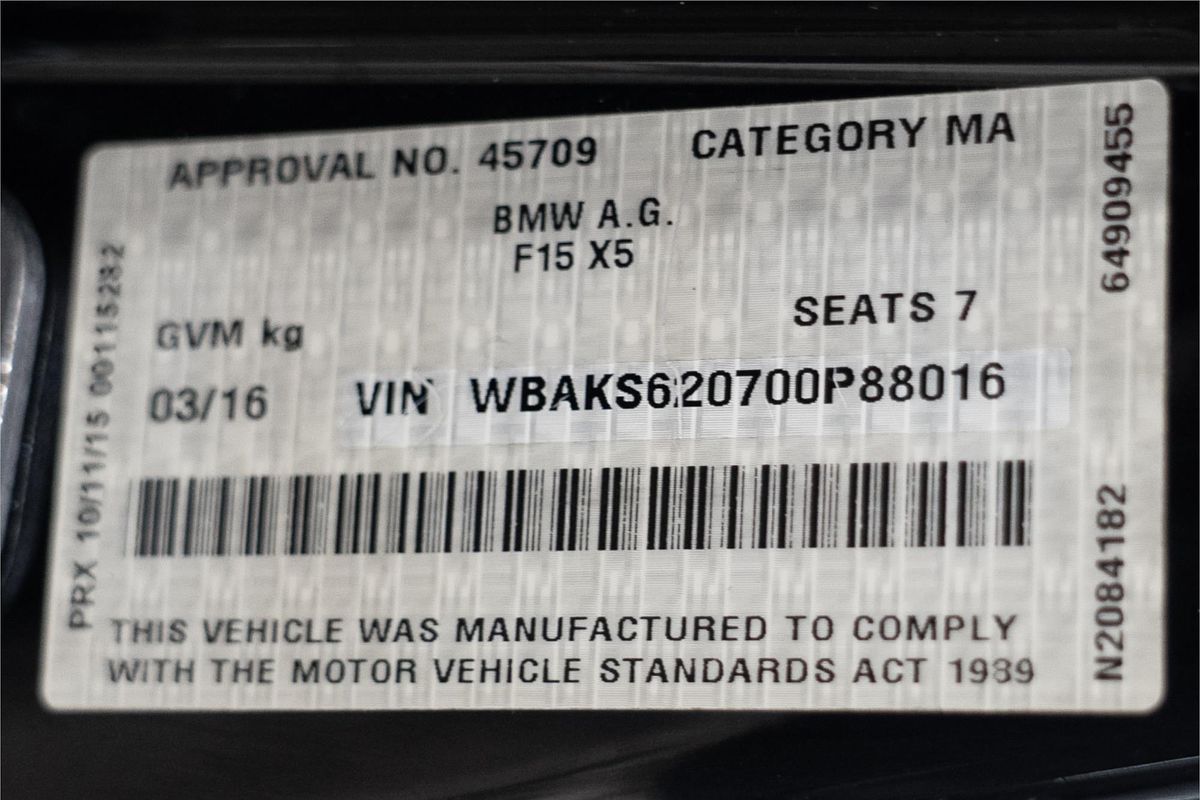 APPROVAL NO. 45709 CATEGORY MA
BMW A.G.
F15 X5
SEATS 7
GVM kg
03/16 VIN WBAKS620700P88016
THIS VEHICLE WAS MANUFACTURED TO COMPLY
WITH THE MOTOR VEHICLE STANDARDS ACT 1989
PRX 10/11/15 00115282
64909455
N2084182